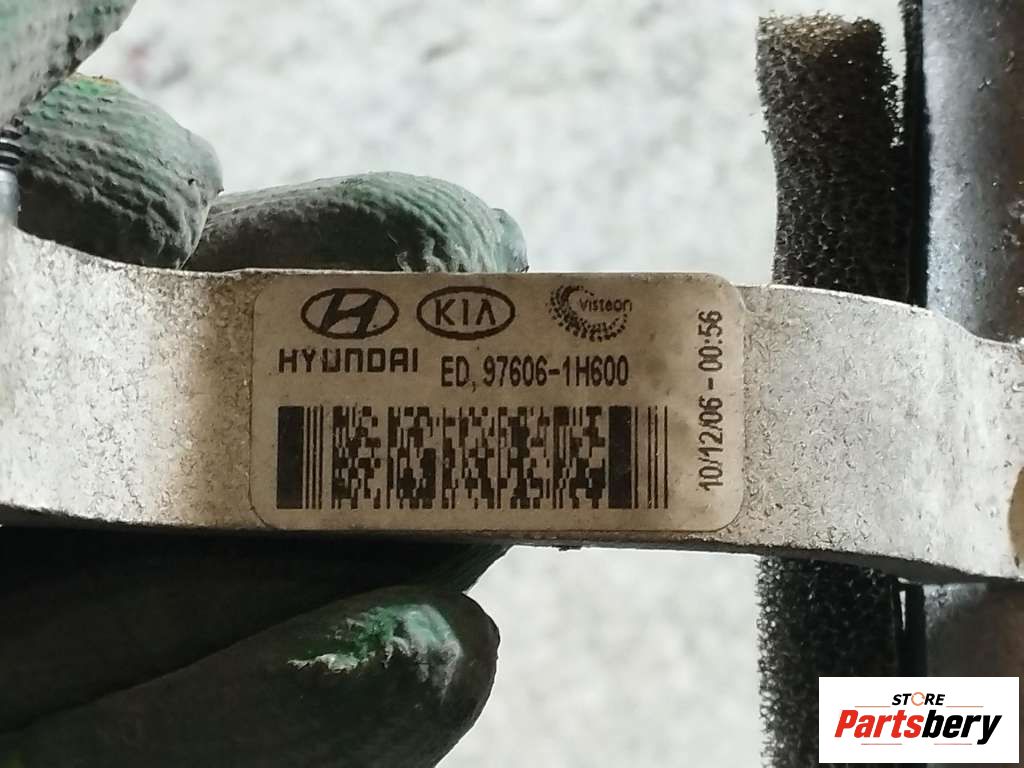 KIA
Visteon
HYUNDAI
ED, 97606-1H600
10/12/06-00:56
STORE
Partsbery